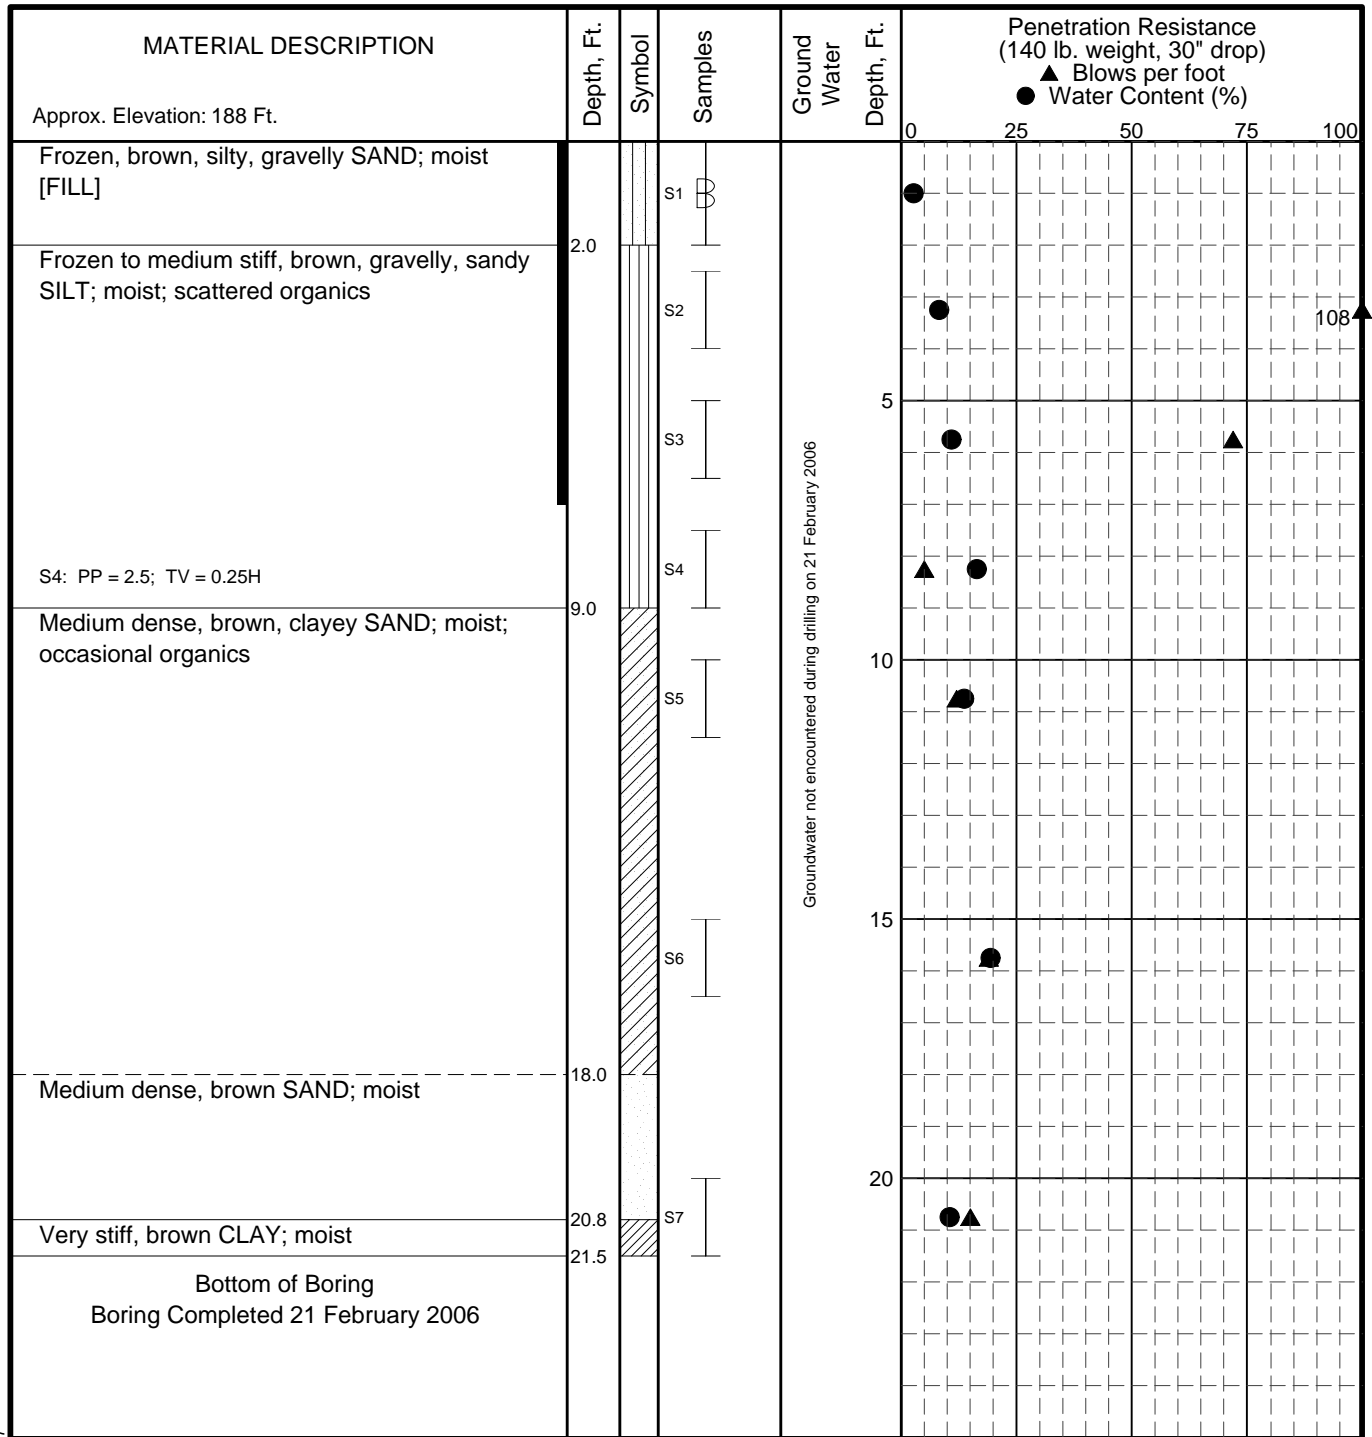 MATERIAL DESCRIPTION
Approx. Elevation: 188 Ft.
Depth, Ft.
Symbol
Samples
Ground
Water
Depth, Ft.
Penetration Resistance
(140 lb. weight, 30" drop)
▲ Blows per foot
● Water Content (%)
0 25 50 75 100
Frozen, brown, silty, gravelly SAND; moist
[FILL]
S1
B
2.0
Frozen to medium stiff, brown, gravelly, sandy
SILT; moist; scattered organics
S2
108
5
S3
S4
S4: PP = 2.5; TV = 0.25H
9.0
Medium dense, brown, clayey SAND; moist;
occasional organics
Groundwater not encountered during drilling on 21 February 2006
10
S5
15
S6
18.0
Medium dense, brown SAND; moist
20
S7
20.8
Very stiff, brown CLAY; moist
21.5
Bottom of Boring
Boring Completed 21 February 2006